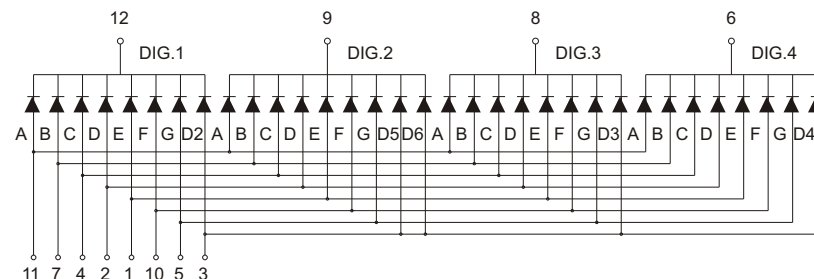 12 9 8 6
DIG.1 DIG.2 DIG.3 DIG.4
A B C D E F G D2 A B C D E F G D5 D6 A B C D E F G D3 A B C D E F G D4
11 7 4 2 1 10 5 3